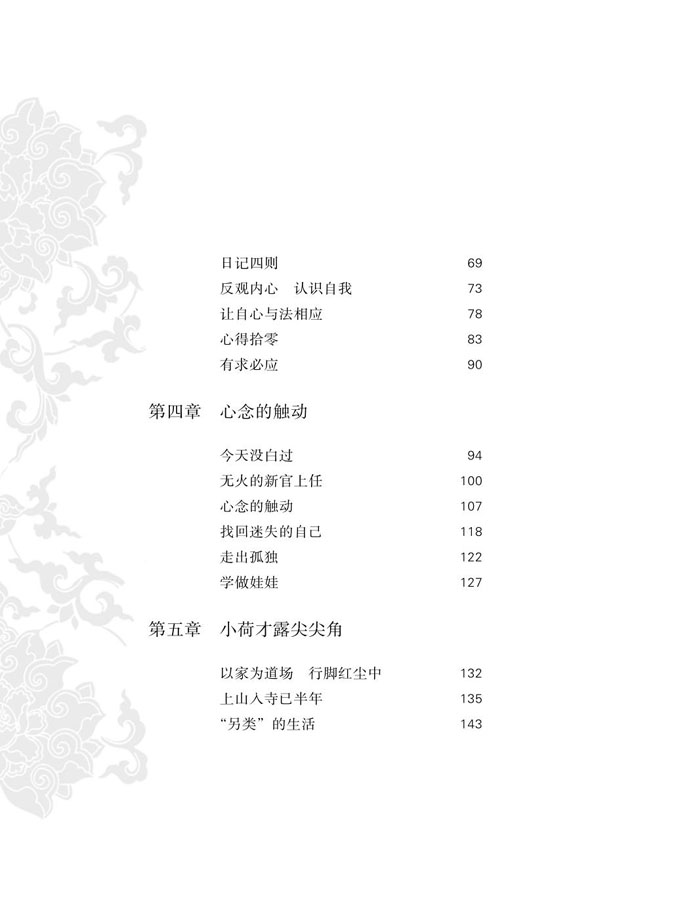 日记四则 69
反观内心 认识自我 73
让自心与法相应 78
心得拾零 83
有求必应 90
第四章 心念的触动
今天没白过 94
无火的新官上任 100
心念的触动 107
找回迷失的自己 118
走出孤独 122
学做娃娃 127
第五章 小荷才露尖尖角
以家为道场 行脚红尘中 132
上山入寺已半年 135
“另类”的生活 143